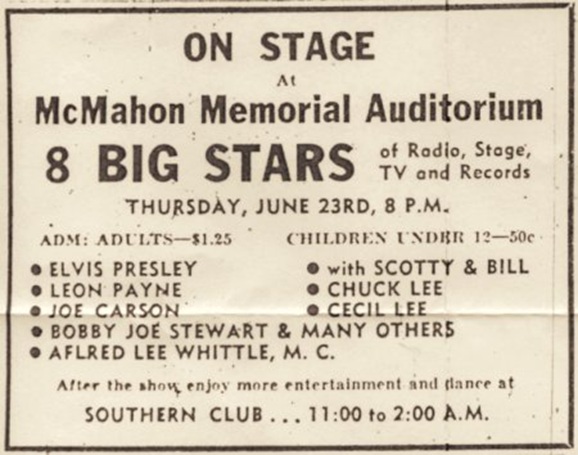 ON STAGE
At
McMahon Memorial Auditorium
8 BIG STARS of Radio, Stage, TV and Records
THURSDAY, JUNE 23RD, 8 P.M.
ADM: ADULTS—$1.25 CHILDREN UNDER 12—50c
● ELVIS PRESLEY ● with SCOTTY & BILL
● LEON PAYNE ● CHUCK LEE
● JOE CARSON ● CECIL LEE
● BOBBY JOE STEWART & MANY OTHERS
● AFLRED LEE WHITTLE, M. C.
After the show, enjoy more entertainment and dance at
SOUTHERN CLUB ... 11:00 to 2:00 A.M.